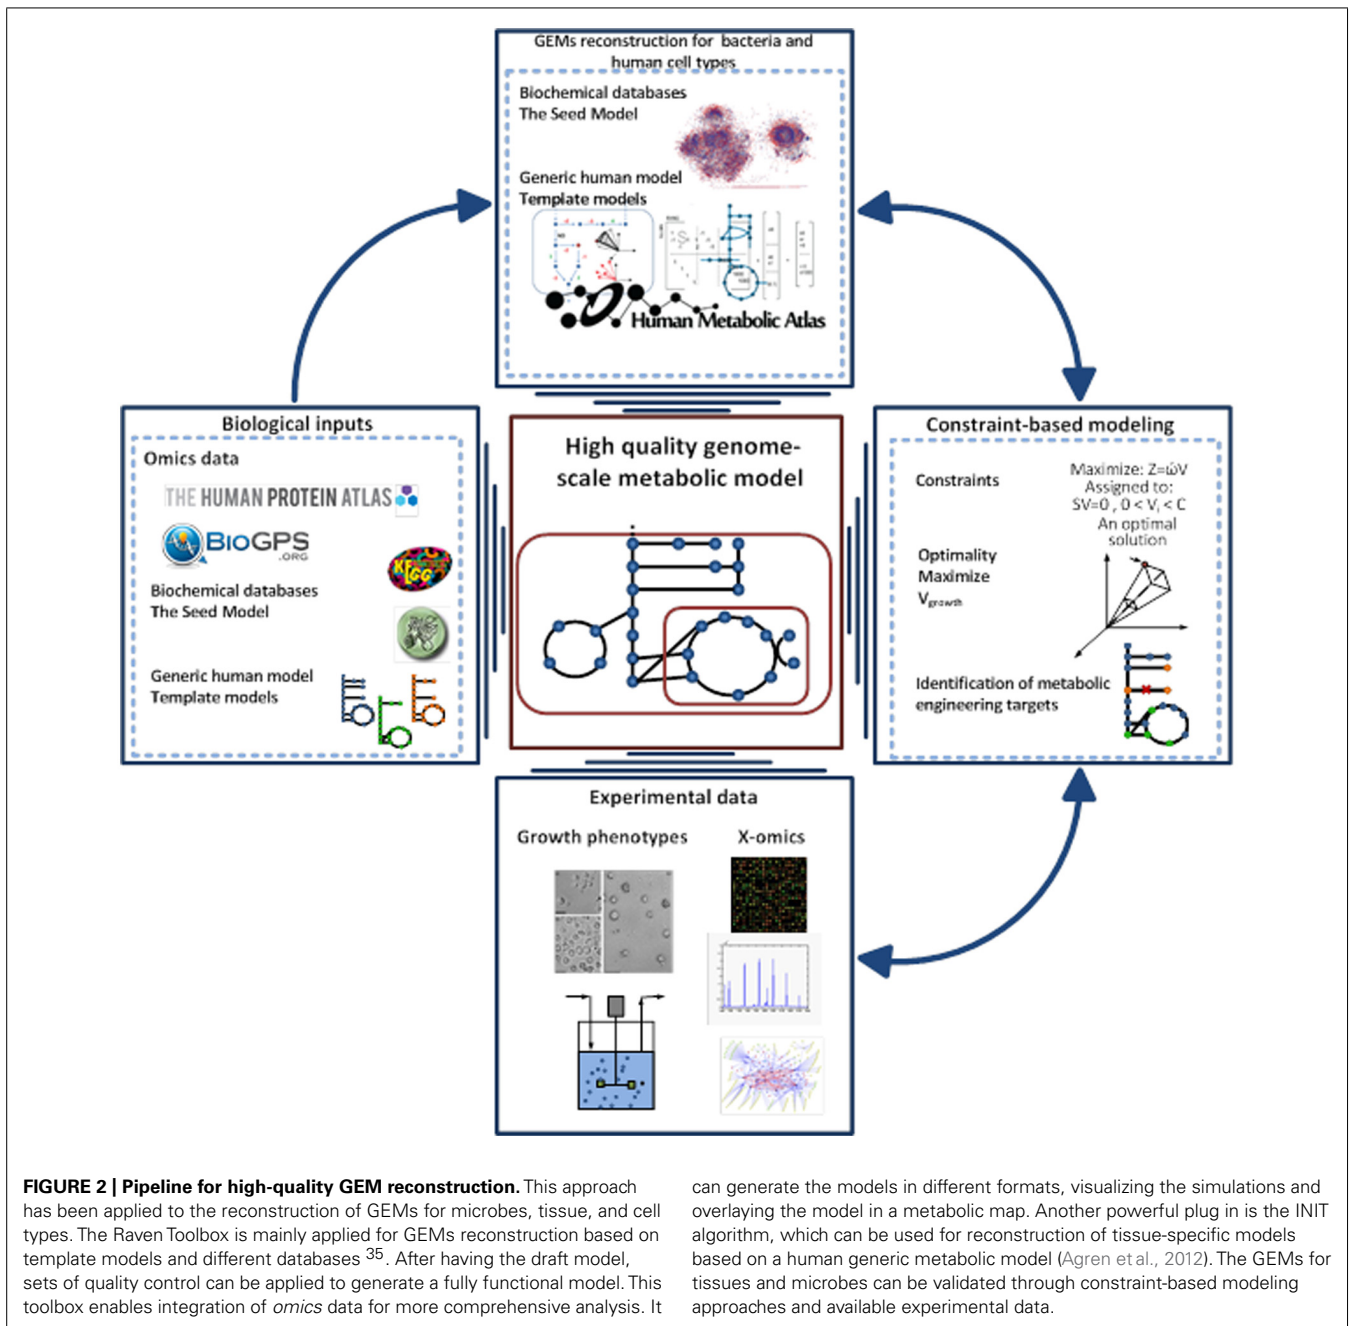 GEMs reconstruction for bacteria and
human cell types
Biochemical databases
The Seed Model
Generic human model
Template models
Human Metabolic Atlas
Biological inputs
Omics data
THE HUMAN PROTEIN ATLAS
BIOGPS
.ORG
KEGG
Biochemical databases
The Seed Model
Generic human model
Template models
High quality genome-
scale metabolic model
Constraint-based modeling
Constraints
Maximize: Z=ώV
Assigned to:
SV=0 , 0 < Vᵢ < C
An optimal
solution
Optimality
Maximize
Vgrowth
Identification of metabolic
engineering targets
Experimental data
Growth phenotypes
X-omics
FIGURE 2 | Pipeline for high-quality GEM reconstruction. This approach
has been applied to the reconstruction of GEMs for microbes, tissue, and cell
types. The Raven Toolbox is mainly applied for GEMs reconstruction based on
template models and different databases 35. After having the draft model,
sets of quality control can be applied to generate a fully functional model. This
toolbox enables integration of omics data for more comprehensive analysis. It
can generate the models in different formats, visualizing the simulations and
overlaying the model in a metabolic map. Another powerful plug in is the INIT
algorithm, which can be used for reconstruction of tissue-specific models
based on a human generic metabolic model (Agren et al., 2012). The GEMs for
tissues and microbes can be validated through constraint-based modeling
approaches and available experimental data.